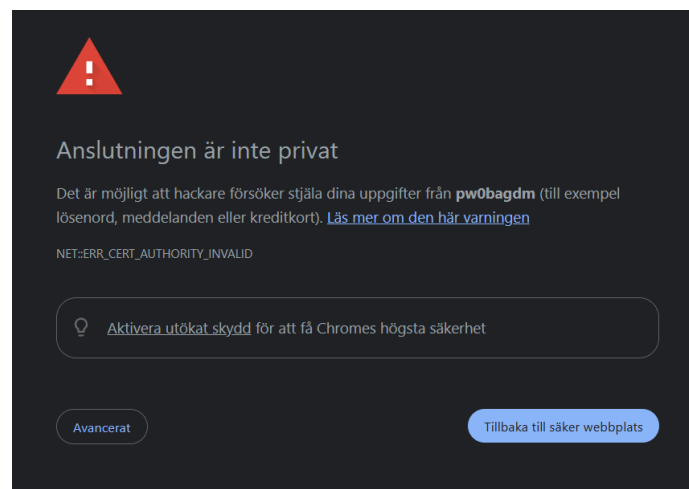 Anslutningen är inte privat
Det är möjligt att hackare försöker stjäla dina uppgifter från pw0bagdm (till exempel
lösenord, meddelanden eller kreditkort). Läs mer om den här varningen
NET::ERR_CERT_AUTHORITY_INVALID
Aktivera utökat skydd för att få Chromes högsta säkerhet
Avancerat
Tillbaka till säker webbplats